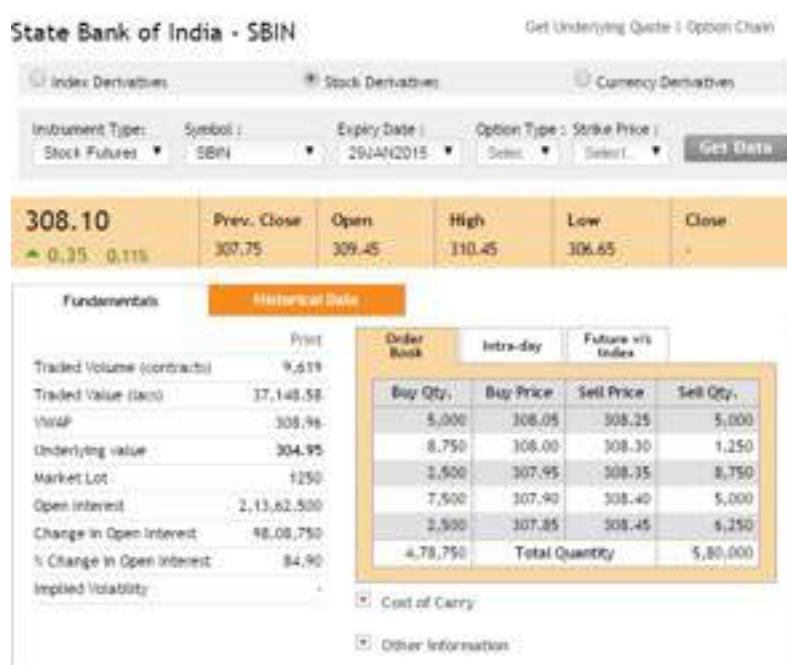 State Bank of India - SBIN
Get Underlying Quote | Option Chain
Index Derivatives Stock Derivatives Currency Derivatives
Instrument Type: Symbol : Expiry Date : Option Type : Strike Price :
Stock Futures SBIN 29JAN2015 Select Select.. Get Data
308.10 Prev. Close Open High Low Close
0.35 0.11% 307.75 309.45 310.45 306.65 -
Fundamentals Historical Data
Print
Traded Volume (contracts) 9,619
Traded Value (lacs) 37,148.58
VWAP 308.96
Underlying value 304.95
Market Lot 1250
Open Interest 2,13,62,500
Change in Open Interest 98,08,750
% Change in Open Interest 84.90
Implied Volatility -
Order Book Intra-day Future v/s Index
Buy Qty. Buy Price Sell Price Sell Qty.
5,000 308.05 308.25 5,000
8,750 308.00 308.30 1,250
2,500 307.95 308.35 8,750
7,500 307.90 308.40 5,000
2,500 307.85 308.45 6,250
4,78,750 Total Quantity 5,80,000
Cost of Carry
Other Information